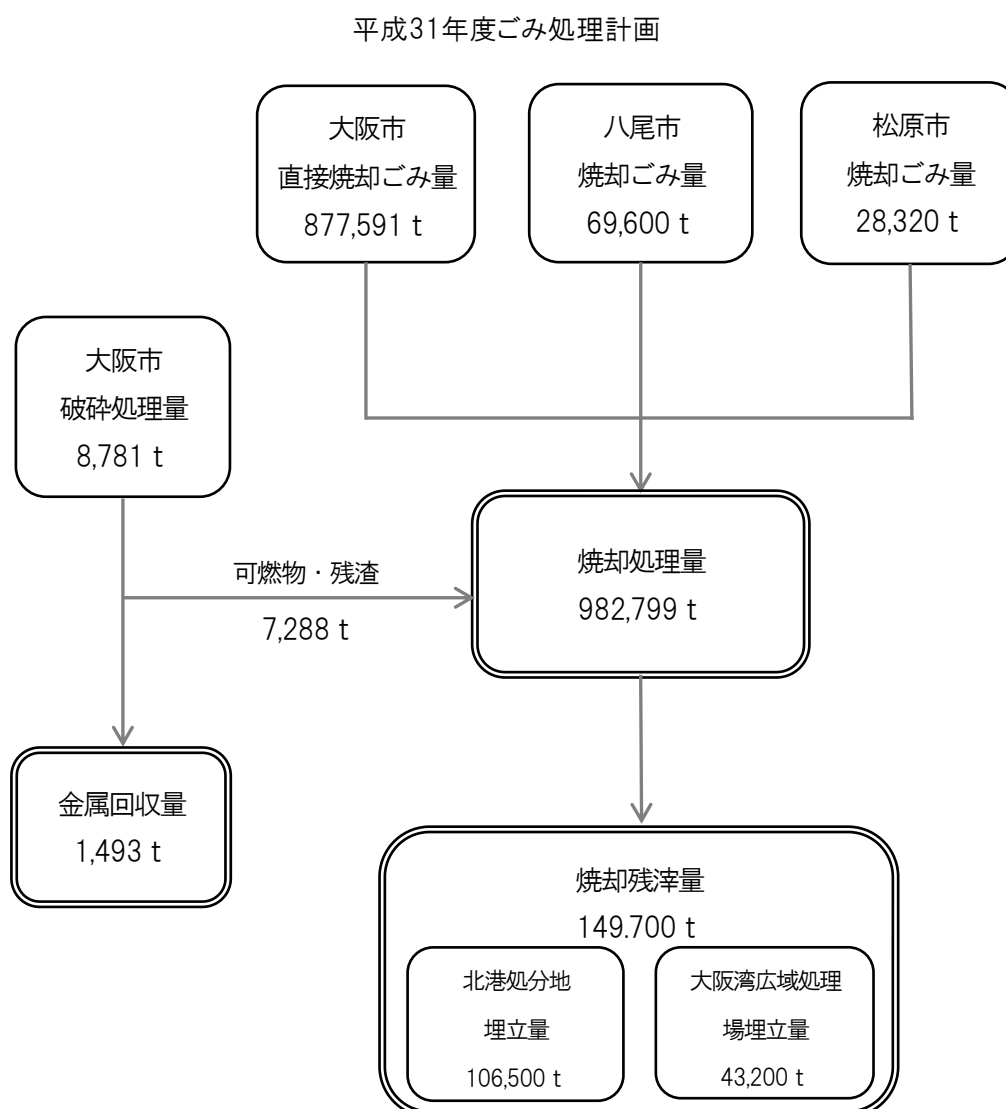 平成31年度ごみ処理計画
大阪市
直接焼却ごみ量
877,591 t
八尾市
焼却ごみ量
69,600 t
松原市
焼却ごみ量
28,320 t
大阪市
破砕処理量
8,781 t
可燃物・残渣
7,288 t
焼却処理量
982,799 t
金属回収量
1,493 t
焼却残滓量
149.700 t
北港処分地
埋立量
106,500 t
大阪湾広域処理
場埋立量
43,200 t